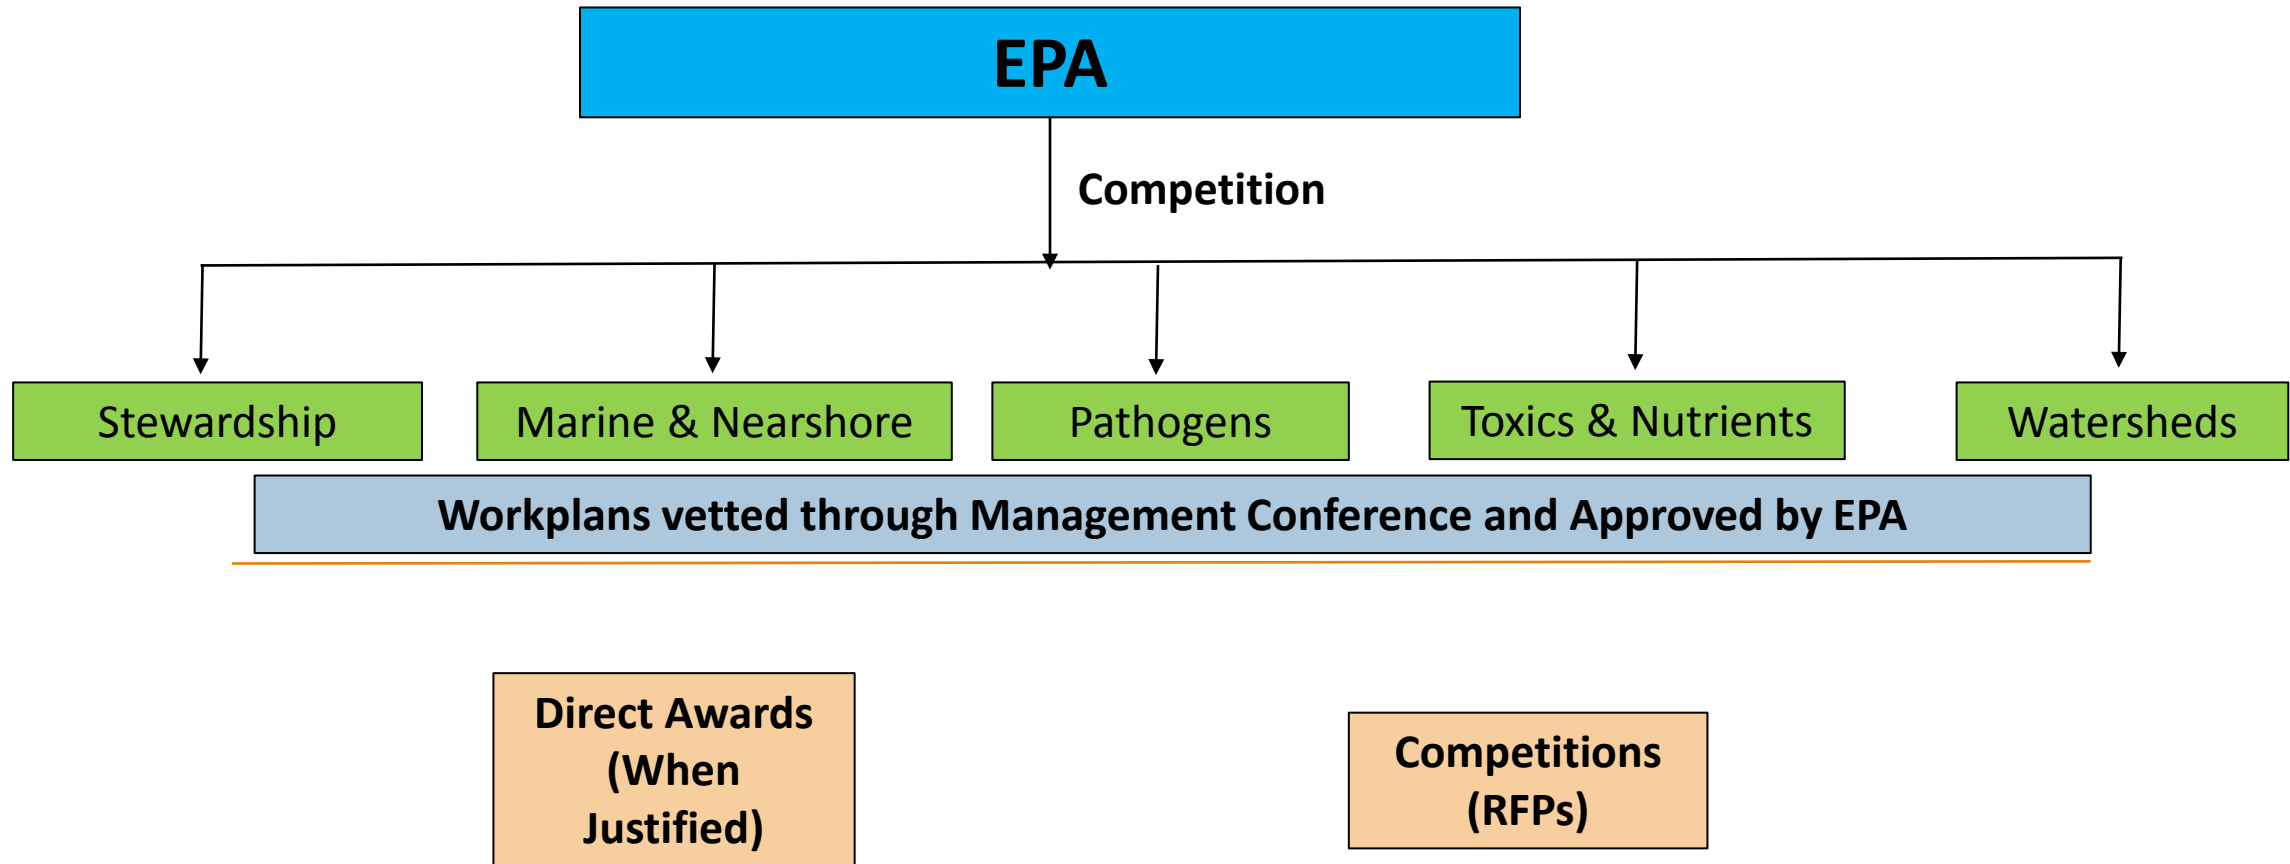 EPA
Competition
Stewardship
Marine & Nearshore
Pathogens
Toxics & Nutrients
Watersheds
Workplans vetted through Management Conference and Approved by EPA
Direct Awards
(When
Justified)
Competitions
(RFPs)